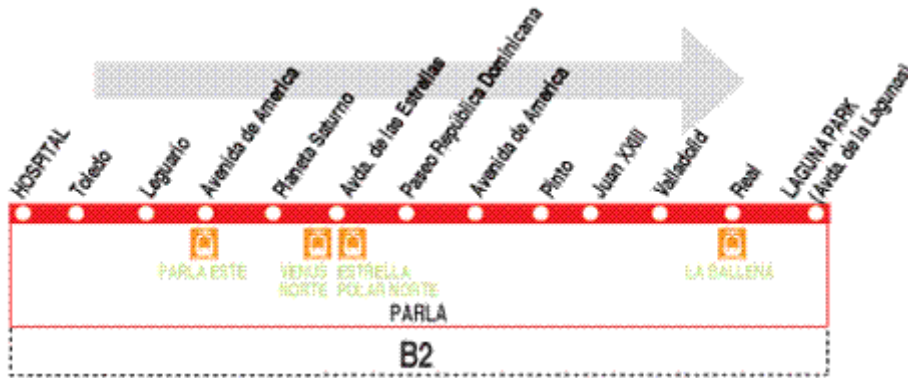 HOSPITAL
Toledo
Leguario
Avenida de America
Planeta Saturno
Avda. de las Estrellas
Paseo República Dominicana
Avenida de America
Pinto
Juan XXIII
Valladolid
Real
LAGUNA PARK
(Avda. de la Lagunas)
PARLA ESTE
VENUS
NORTE
ESTRELLA
POLAR NORTE
LA BALLENA
PARLA
B2